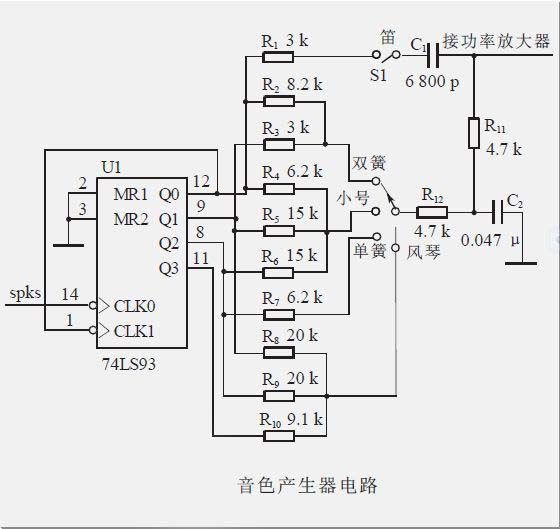 笛
R1 3 k
S1
C1
接功率放大器
6 800 p
R2 8.2 k
R3 3 k
R11
4.7 k
双簧
U1
2
MR1 Q0
12
R4 6.2 k
小号
R12
C2
3
MR2 Q1
9
R5 15 k
4.7 k
0.047 μ
Q2
8
R6 15 k
单簧
风琴
Q3
11
spks
14
CLK0
R7 6.2 k
1
CLK1
R8 20 k
74LS93
R9 20 k
R10 9.1 k
音色产生器电路